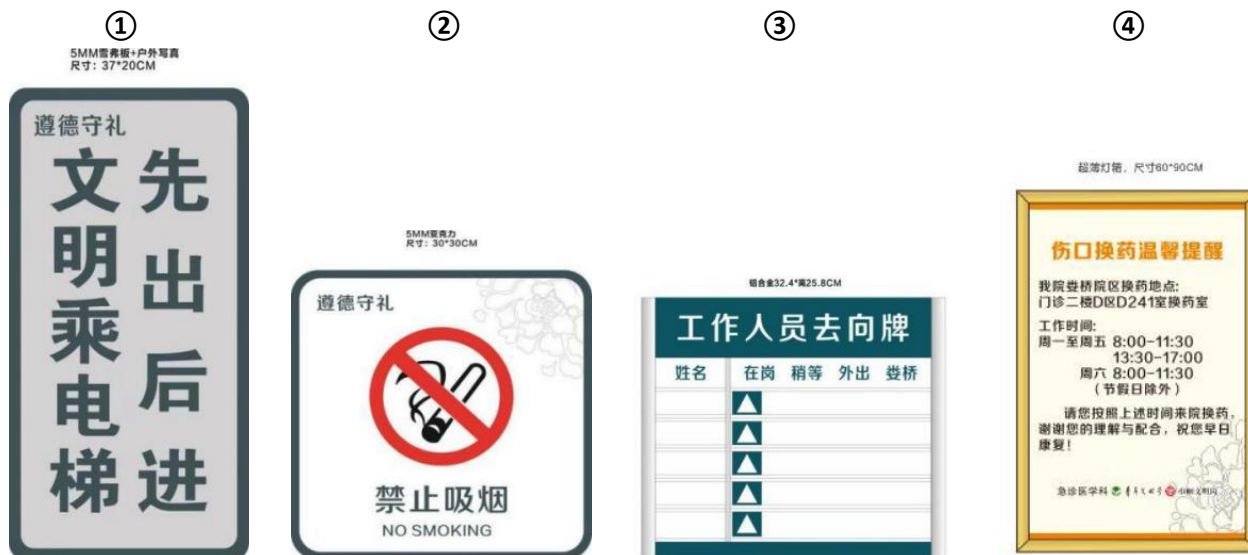 ①
5MM雪弗板+户外写真
尺寸：37*20CM
遵德守礼
先出后进
文明乘电梯
②
5MM亚克力
尺寸：30*30CM
遵德守礼
禁止吸烟
NO SMOKING
③
铝合金32.4*高25.8CM
工作人员去向牌
姓名 在岗 稍等 外出 娄桥
④
超薄灯箱，尺寸60*90CM
伤口换药温馨提醒
我院娄桥院区换药地点：
门诊二楼D区D241室换药室
工作时间：
周一至周五 8:00-11:30
13:30-17:00
周六 8:00-11:30
（节假日除外）
请您按照上述时间来院换药，
谢谢您的理解与配合，祝您早日
康复！
急诊医学科